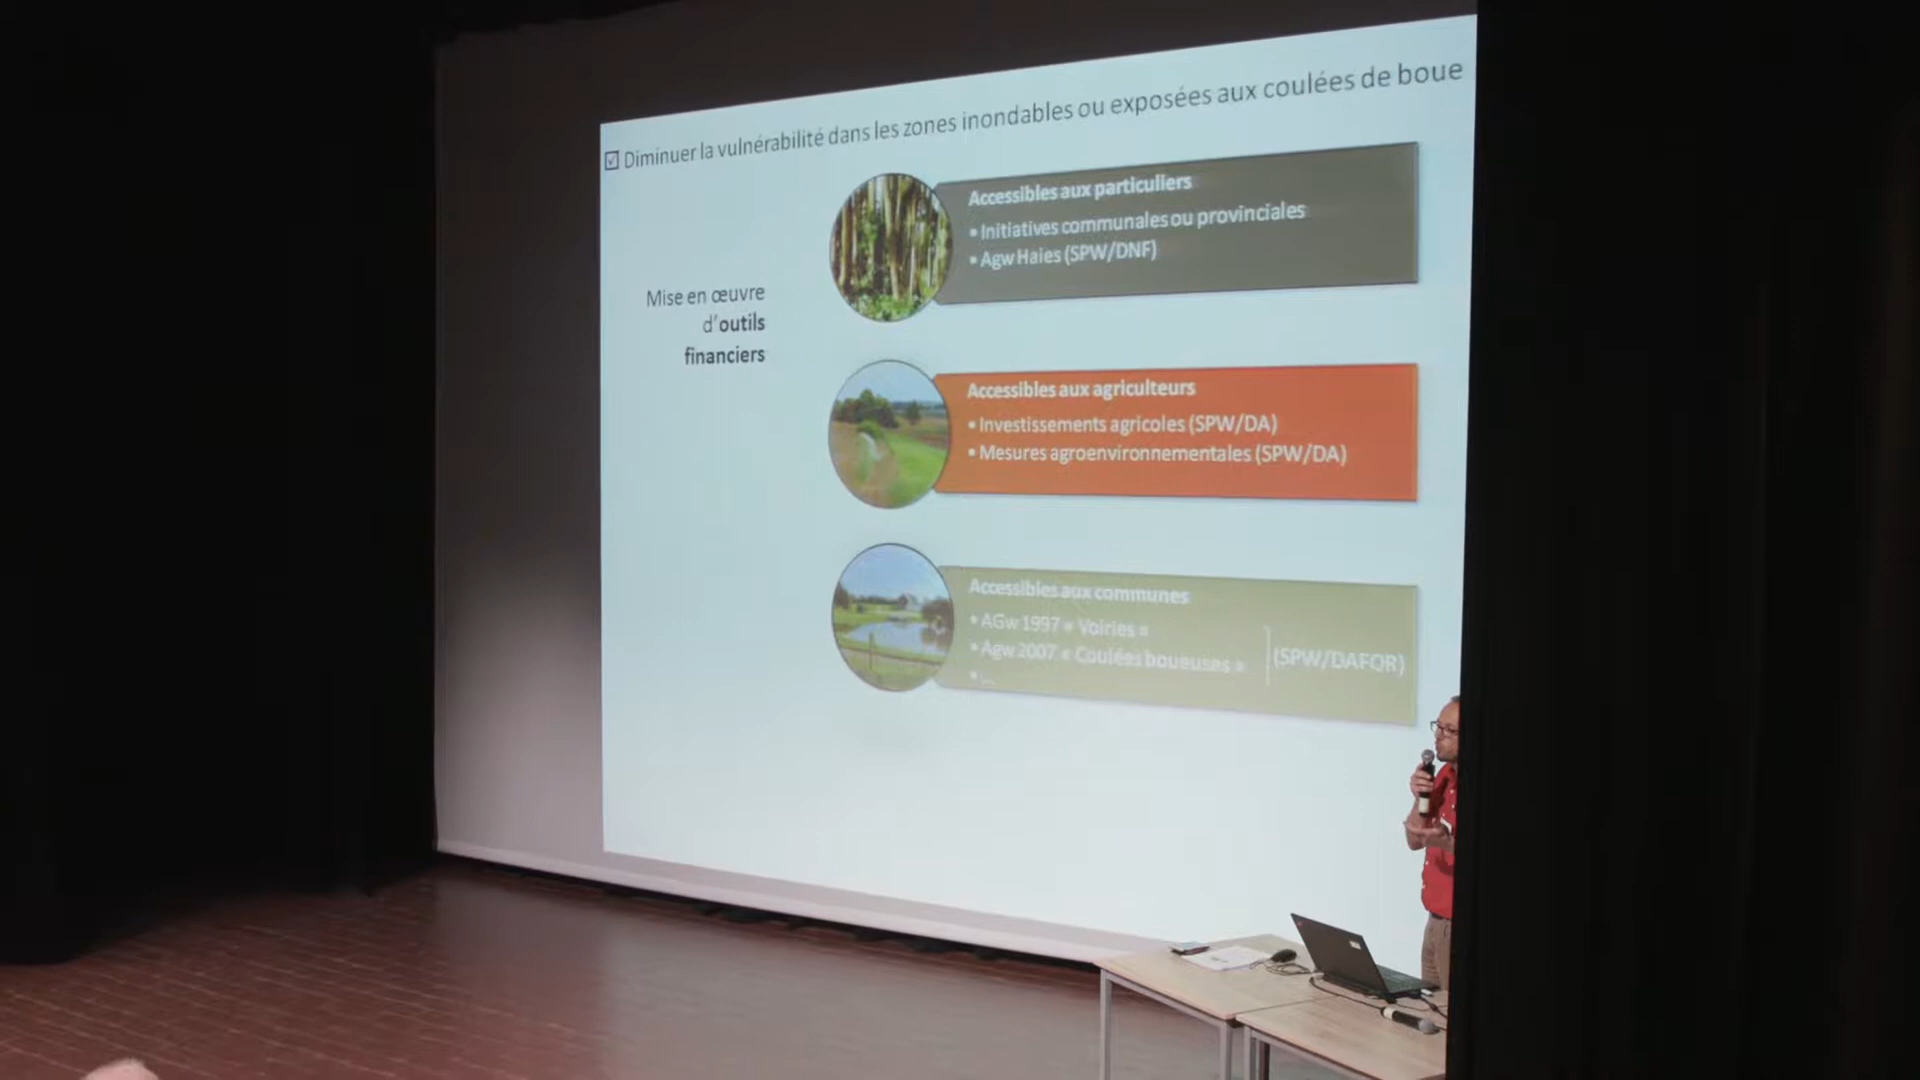 Diminuer la vulnérabilité dans les zones inondables ou exposées aux coulées de boue
Mise en œuvre
d'outils
financiers
Accessibles aux particuliers
• Initiatives communales ou provinciales
• Agw Haies (SPW/DNF)
Accessibles aux agriculteurs
• Investissements agricoles (SPW/DA)
• Mesures agroenvironnementales (SPW/DA)
Accessibles aux communes
• AGw 1997 « Voiries »
• Agw 2007 « Coulées boueuses »
(SPW/DAFOR)
• ...